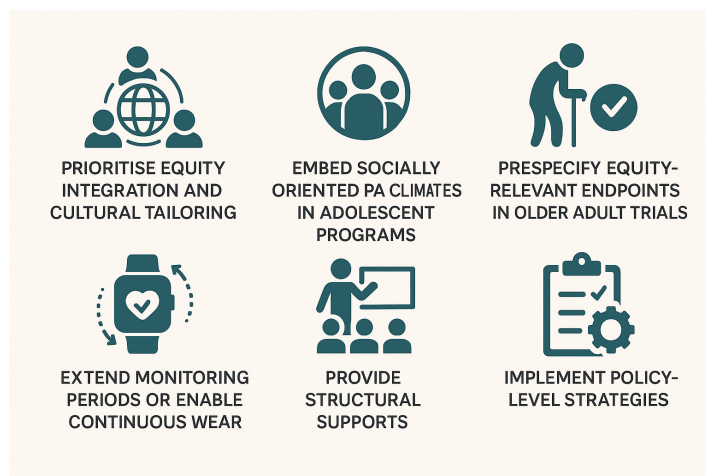 PRIORITISE EQUITY
INTEGRATION AND
CULTURAL TAILORING
EMBED SOCIALLY
ORIENTED PA CLIMATES
IN ADOLESCENT
PROGRAMS
PRESPECIFY EQUITY-
RELEVANT ENDPOINTS
IN OLDER ADULT TRIALS
EXTEND MONITORING
PERIODS OR ENABLE
CONTINUOUS WEAR
PROVIDE
STRUCTURAL
SUPPORTS
IMPLEMENT POLICY-
LEVEL STRATEGIES